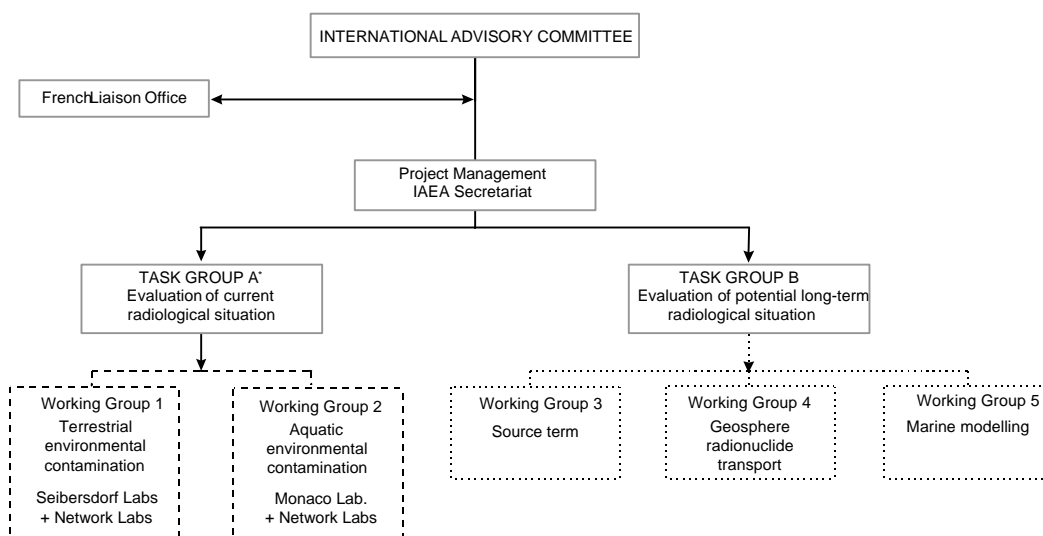 INTERNATIONAL ADVISORY COMMITTEE
FrenchLiaison Office
Project Management
IAEA Secretariat
TASK GROUP A*
Evaluation of current
radiological situation
TASK GROUP B
Evaluation of potential long-term
radiological situation
Working Group 1
Terrestrial
environmental
contamination
Seibersdorf Labs
+ Network Labs
Working Group 2
Aquatic
environmental
contamination
Monaco Lab.
+ Network Labs
Working Group 3
Source term
Working Group 4
Geosphere
radionuclide
transport
Working Group 5
Marine modelling